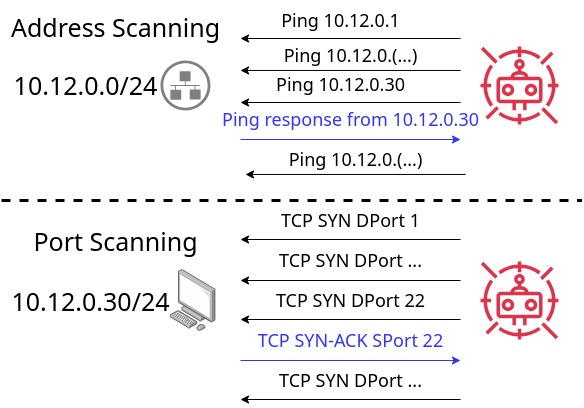 Address Scanning
10.12.0.0/24
Ping 10.12.0.1
Ping 10.12.0.(...)
Ping 10.12.0.30
Ping response from 10.12.0.30
Ping 10.12.0.(...)
Port Scanning
10.12.0.30/24
TCP SYN DPort 1
TCP SYN DPort ...
TCP SYN DPort 22
TCP SYN-ACK SPort 22
TCP SYN DPort ...